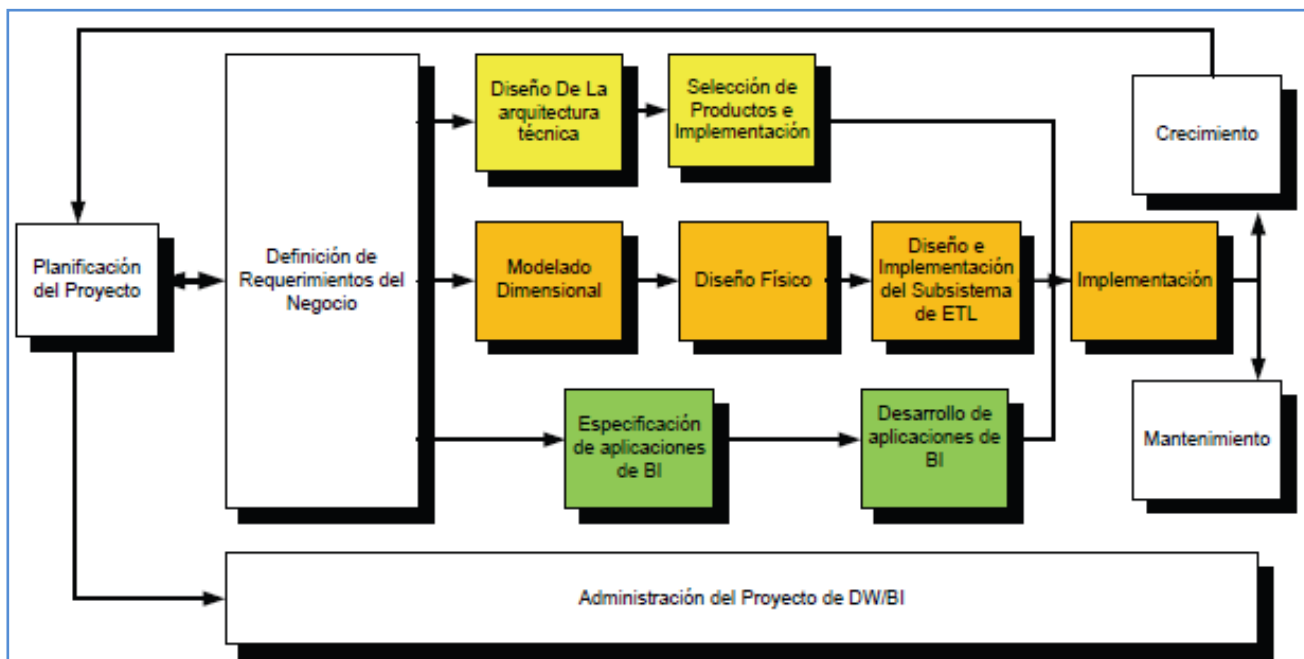 Diseño De La
arquitectura
técnica
Selección de
Productos e
Implementación
Crecimiento
Planificación
del Proyecto
Definición de
Requerimientos del
Negocio
Modelado
Dimensional
Diseño Físico
Diseño e
Implementación
del Subsistema
de ETL
Implementación
Especificación
de aplicaciones
de BI
Desarrollo de
aplicaciones de
BI
Mantenimiento
Administración del Proyecto de DW/BI